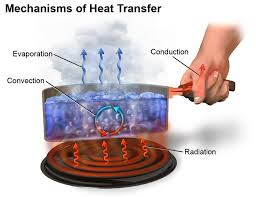 Mechanisms of Heat Transfer
Evaporation
Conduction
Convection
Radiation